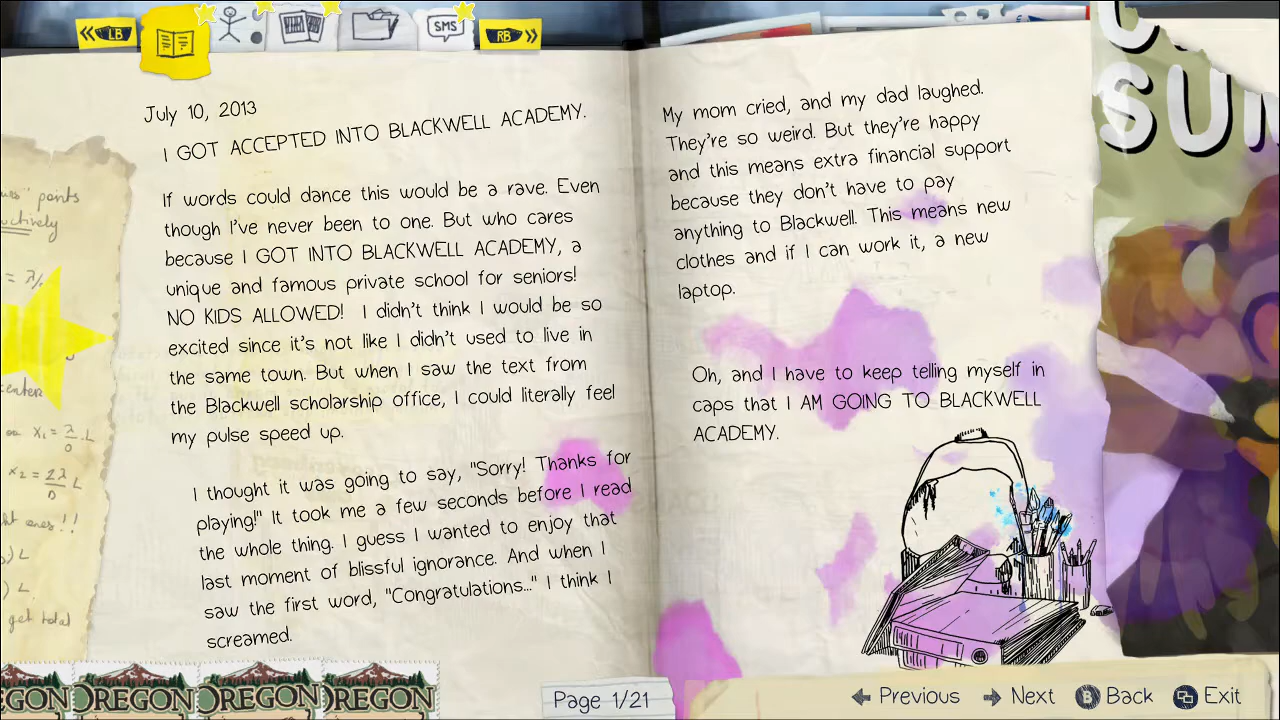 LB
SMS
RB
July 10, 2013
I GOT ACCEPTED INTO BLACKWELL ACADEMY.
If words could dance this would be a rave. Even
though I've never been to one. But who cares
because I GOT INTO BLACKWELL ACADEMY, a
unique and famous private school for seniors!
NO KIDS ALLOWED! I didn't think I would be so
excited since it's not like I didn't used to live in
the same town. But when I saw the text from
the Blackwell scholarship office, I could literally feel
my pulse speed up.
I thought it was going to say, "Sorry! Thanks for
playing!" It took me a few seconds before I read
the whole thing. I guess I wanted to enjoy that
last moment of blissful ignorance. And when I
saw the first word, "Congratulations..." I think I
screamed.
My mom cried, and my dad laughed.
They're so weird. But they're happy
and this means extra financial support
because they don't have to pay
anything to Blackwell. This means new
clothes and if I can work it, a new
laptop.
Oh, and I have to keep telling myself in
caps that I AM GOING TO BLACKWELL
ACADEMY.
points
= λ/
X₁ = λ/D .L
X₂ = 2λ/D L
) L
) L
get total
EGON OREGON OREGON OREGON
SUN
Page 1/21
Previous
Next
B Back
Exit